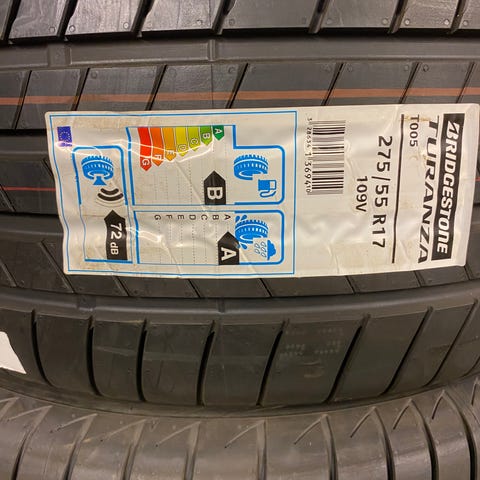 BRIDGESTONE
TURANZA
T005
275/55 R17
109V
A
G
B
A B C D E F G
A
72 dB